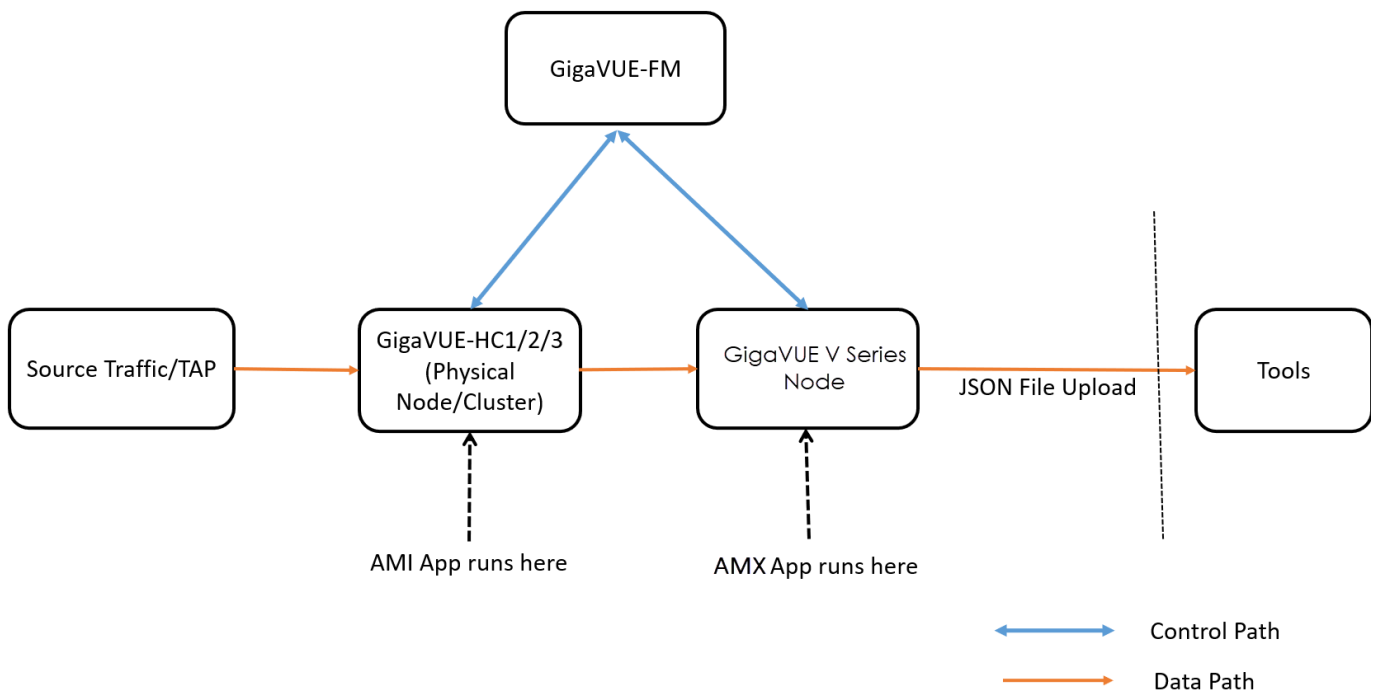 GigaVUE-FM
Source Traffic/TAP
GigaVUE-HC1/2/3
(Physical
Node/Cluster)
GigaVUE V Series
Node
JSON File Upload
Tools
AMI App runs here
AMX App runs here
Control Path
Data Path